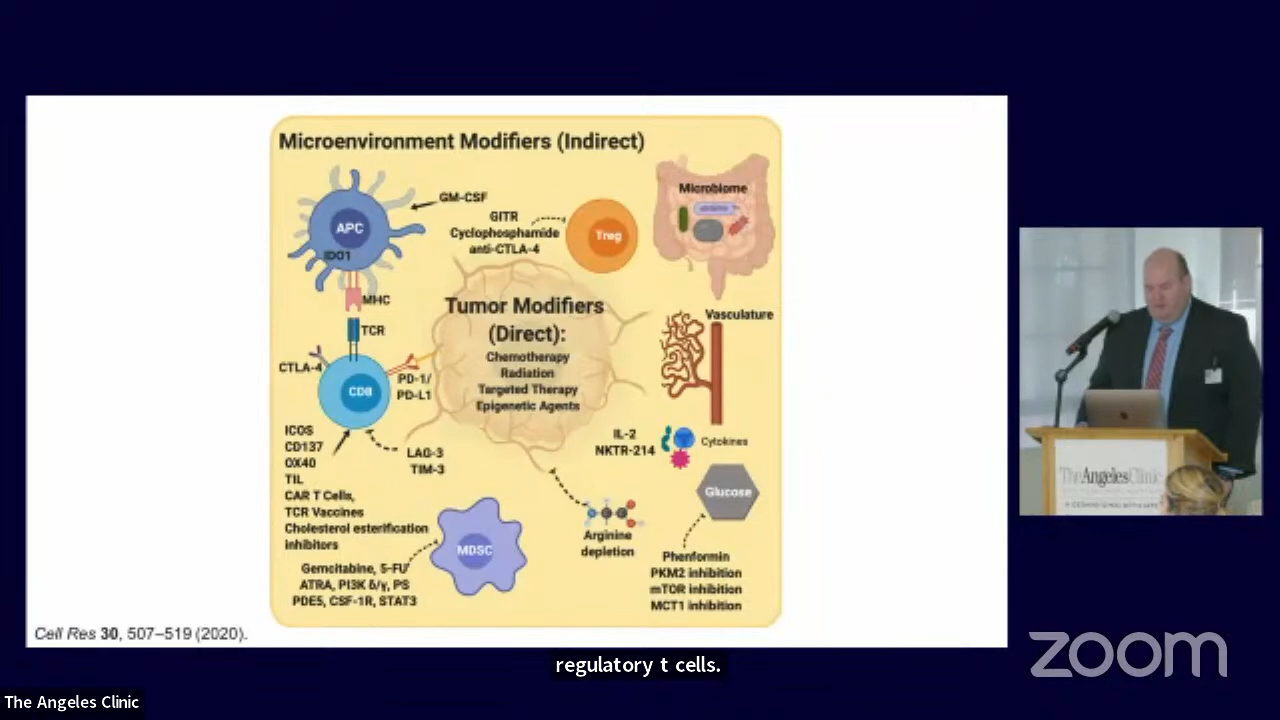 Microenvironment Modifiers (Indirect)
APC
IDO1
GM-CSF
GITR
Cyclophosphamide
anti-CTLA-4
Treg
Microbiome
MHC
TCR
CTLA-4
CD8
PD-1/
PD-L1
Tumor Modifiers
(Direct):
Chemotherapy
Radiation
Targeted Therapy
Epigenetic Agents
Vasculature
ICOS
CD137
OX40
TIL
CAR T Cells,
TCR Vaccines
Cholesterol esterification
inhibitors
LAG-3
TIM-3
IL-2
NKTR-214
Cytokines
Glucose
MDSC
Gemcitabine, 5-FU
ATRA, PI3K δ/γ, PS
PDE5, CSF-1R, STAT3
Arginine
depletion
Phenformin
PKM2 inhibition
mTOR inhibition
MCT1 inhibition
Cell Res 30, 507–519 (2020).
TheAngelesClinic
regulatory t cells.
zoom
The Angeles Clinic